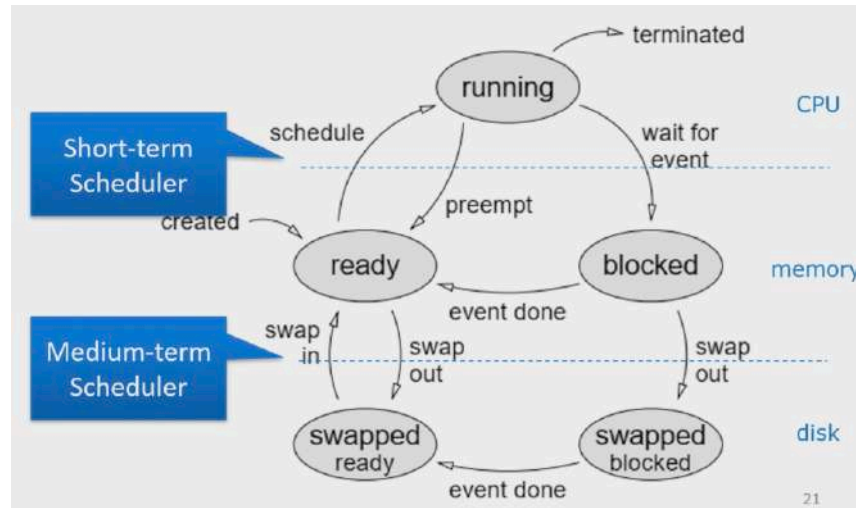 terminated
running
CPU
schedule
wait for
event
Short-term
Scheduler
preempt
created
ready
blocked
memory
event done
swap
in
swap
out
swap
out
Medium-term
Scheduler
disk
swapped
ready
swapped
blocked
event done
21